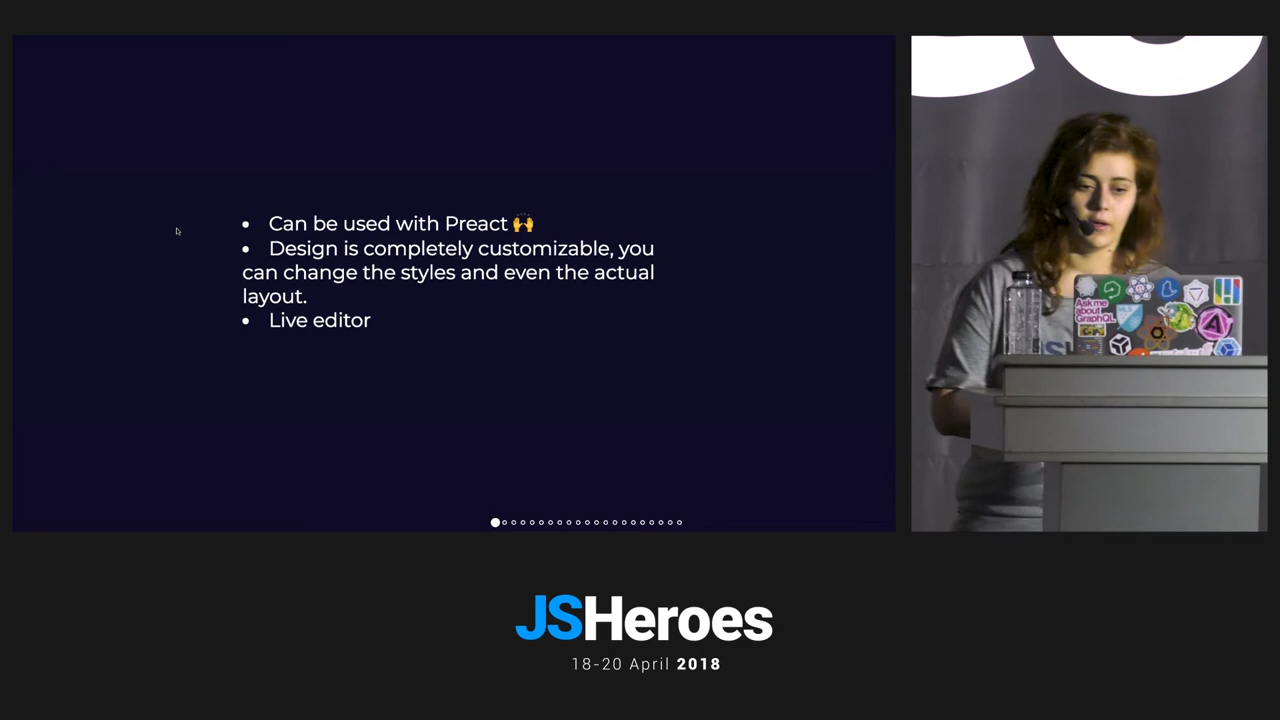 Can be used with Preact 🙌
Design is completely customizable, you
can change the styles and even the actual
layout.
Live editor
Ask me
about
GraphQL
MLS
JSHeroes
18-20 April 2018